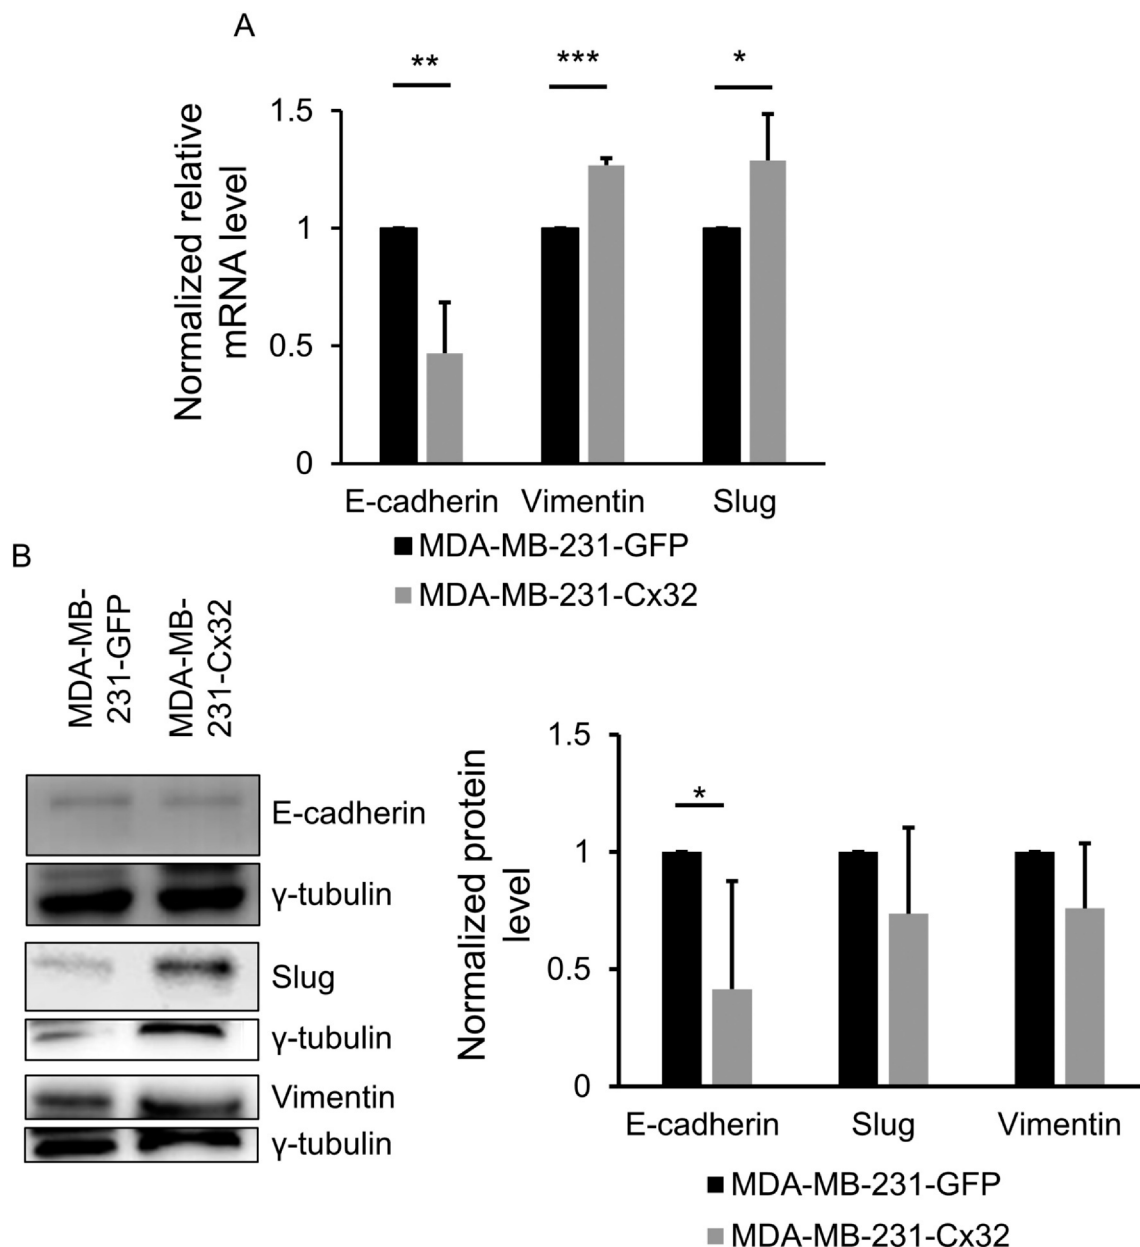 A
** *** *
Normalized relative
mRNA level
1.5
1
0.5
0
E-cadherin Vimentin Slug
MDA-MB-231-GFP
MDA-MB-231-Cx32
B
MDA-MB-
231-GFP
MDA-MB-
231-Cx32
E-cadherin
γ-tubulin
Slug
γ-tubulin
Vimentin
γ-tubulin
Normalized protein
level
1.5
1
0.5
0
*
E-cadherin Slug Vimentin
MDA-MB-231-GFP
MDA-MB-231-Cx32